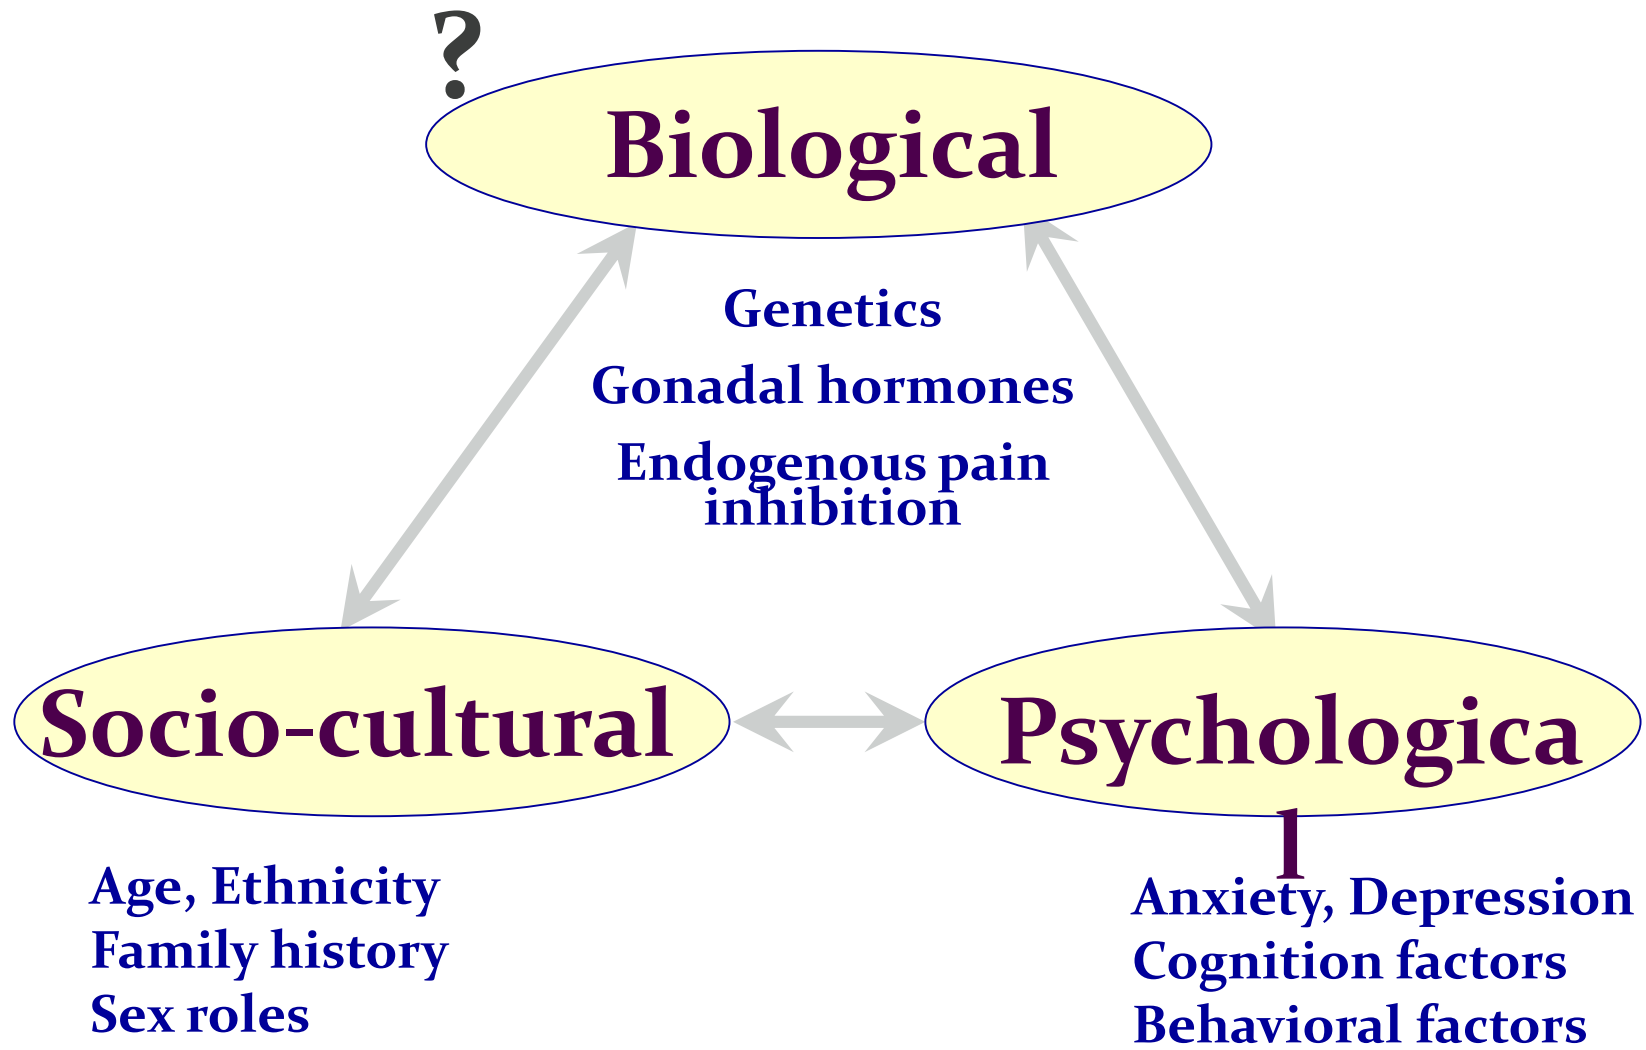 ?
Biological
Genetics
Gonadal hormones
Endogenous pain
inhibition
Socio-cultural
Psychologica
l
Age, Ethnicity
Family history
Sex roles
Anxiety, Depression
Cognition factors
Behavioral factors